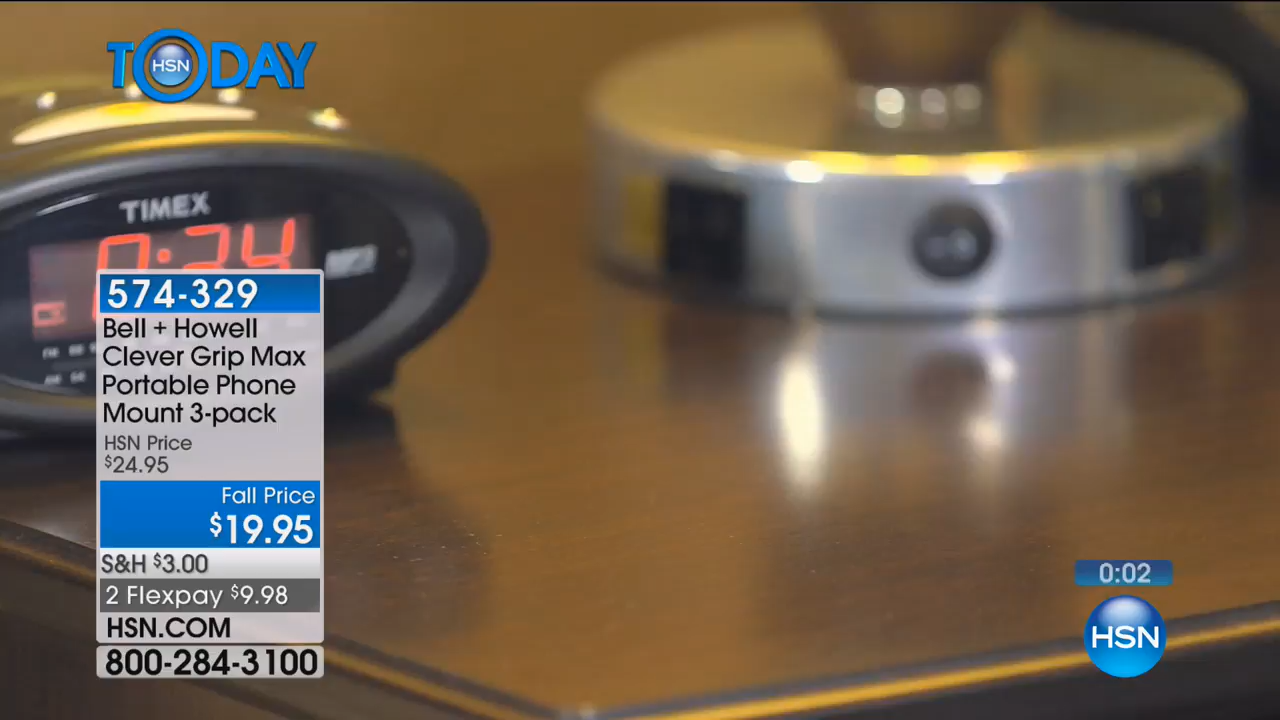 TODAY
HSN
TIMEX
574-329
Bell + Howell
Clever Grip Max
Portable Phone
Mount 3-pack
HSN Price
$24.95
Fall Price
$19.95
S&H $3.00
2 Flexpay $9.98
HSN.COM
800-284-3100
0:02
HSN